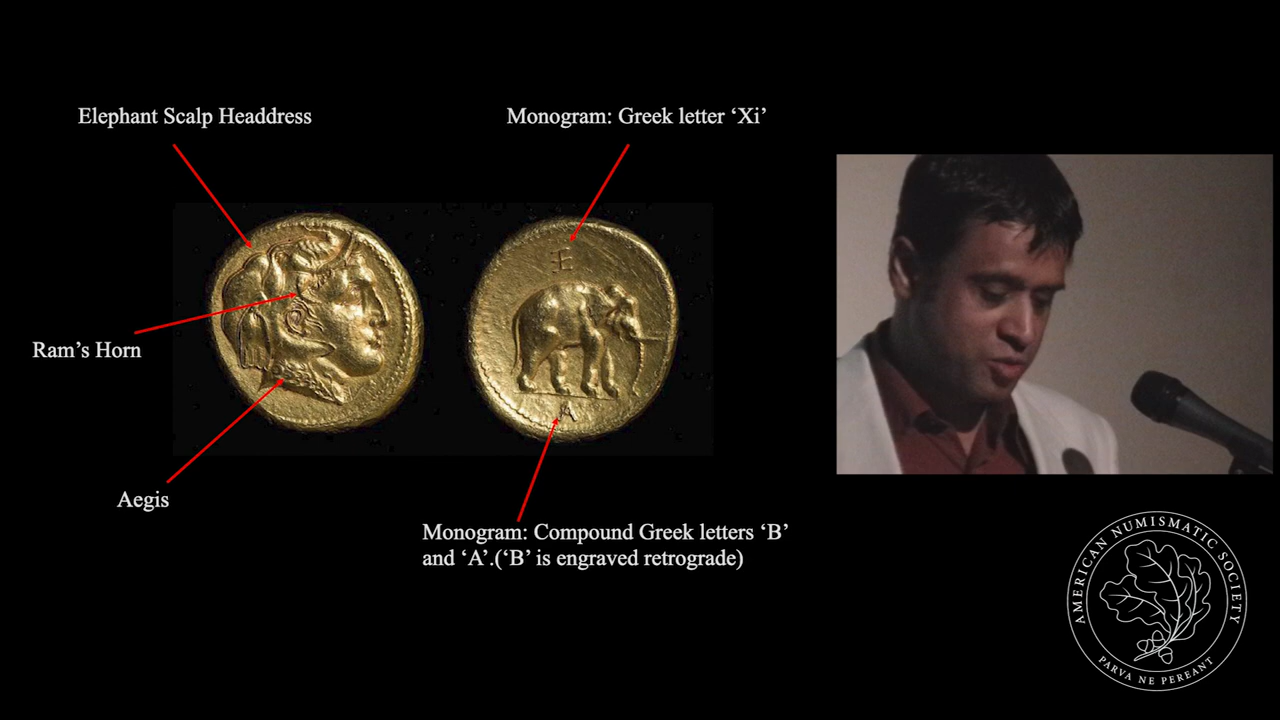 Elephant Scalp Headdress
Monogram: Greek letter ‘Xi’
Ram’s Horn
Aegis
Monogram: Compound Greek letters ‘B’
and ‘A’.(‘B’ is engraved retrograde)
AMERICAN NUMISMATIC SOCIETY
PARVA NE PEREANT